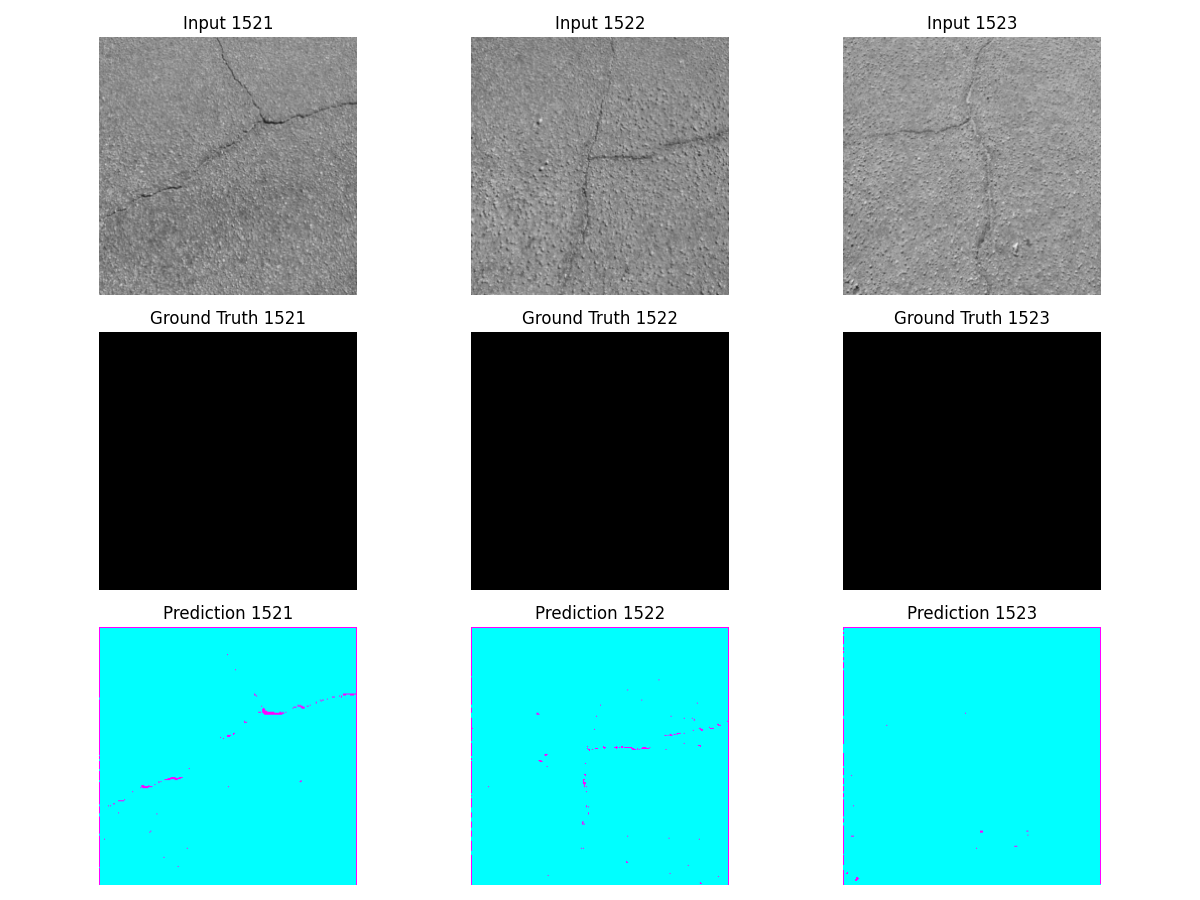 Input 1521
Input 1522
Input 1523
Ground Truth 1521
Ground Truth 1522
Ground Truth 1523
Prediction 1521
Prediction 1522
Prediction 1523